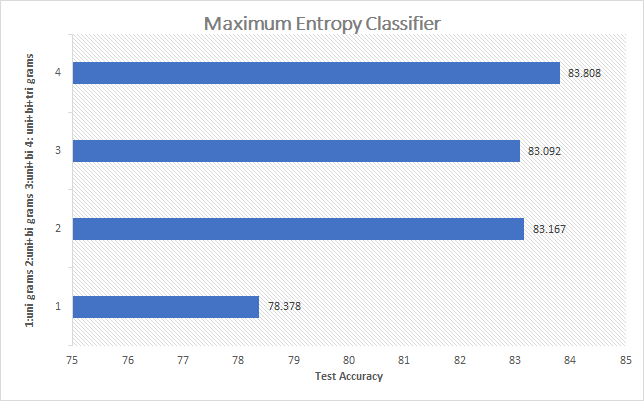 Maximum Entropy Classifier
1:uni grams 2:uni+bi grams 3:uni+bi 4: uni+bi+tri grams
4
83.808
3
83.092
2
83.167
1
78.378
75 76 77 78 79 80 81 82 83 84 85
Test Accuracy